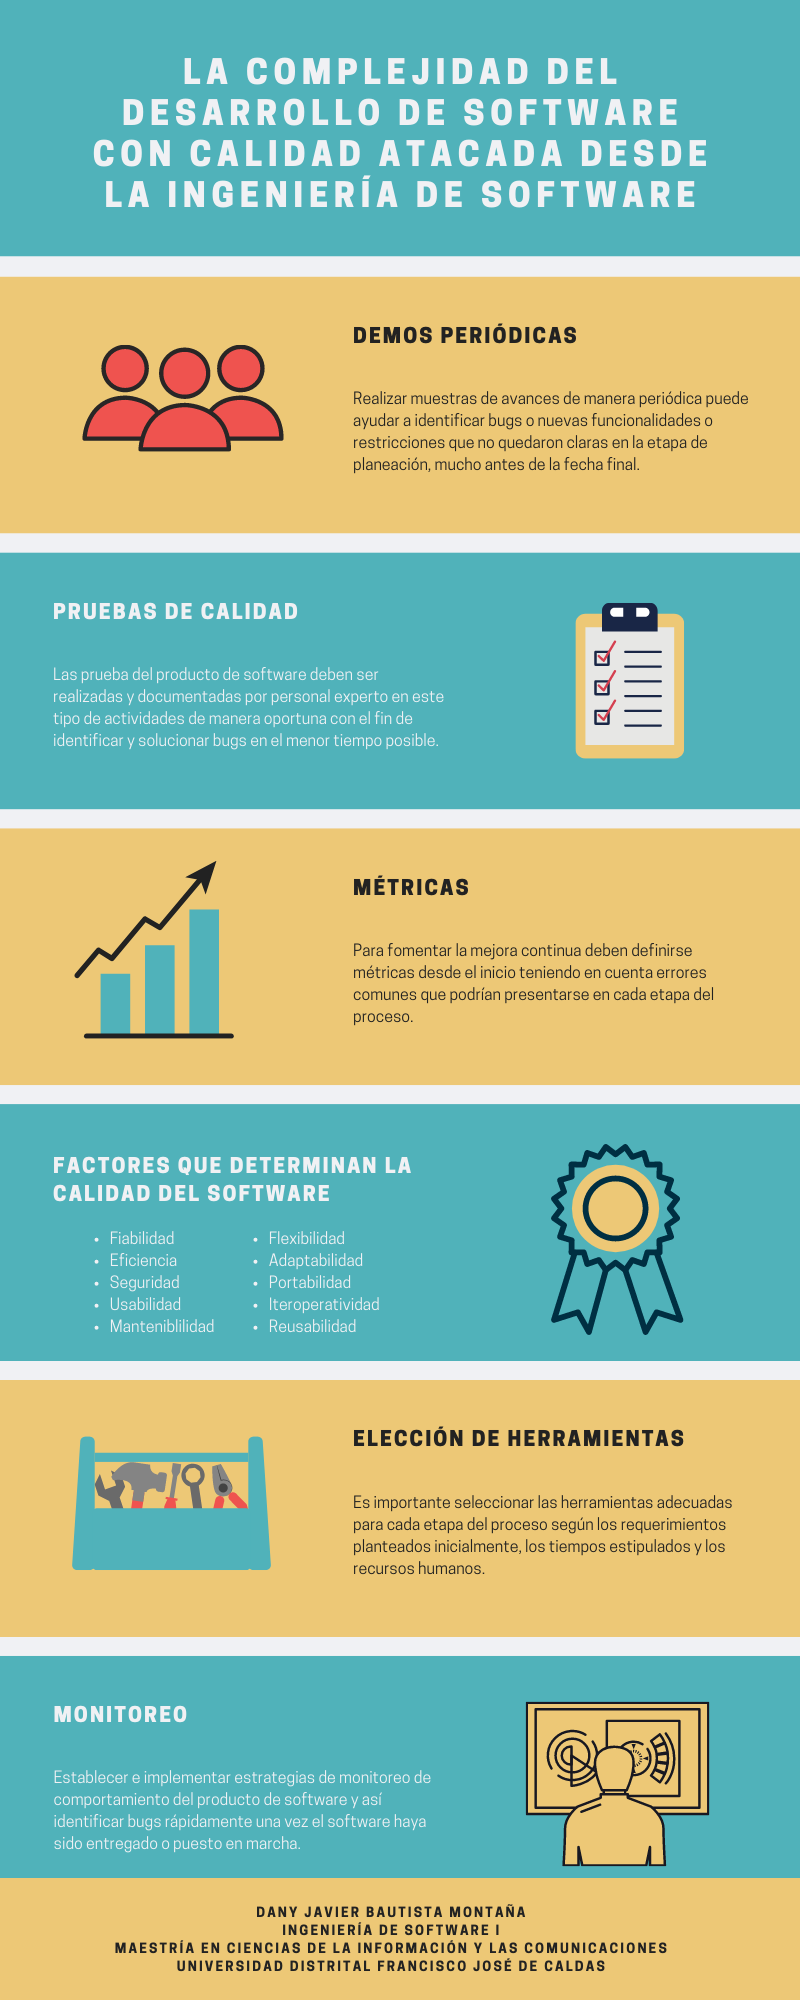 LA COMPLEJIDAD DEL
DESARROLLO DE SOFTWARE
CON CALIDAD ATACADA DESDE
LA INGENIERÍA DE SOFTWARE
DEMOS PERIÓDICAS
Realizar muestras de avances de manera periódica puede
ayudar a identificar bugs o nuevas funcionalidades o
restricciones que no quedaron claras en la etapa de
planeación, mucho antes de la fecha final.
PRUEBAS DE CALIDAD
Las prueba del producto de software deben ser
realizadas y documentadas por personal experto en este
tipo de actividades de manera oportuna con el fin de
identificar y solucionar bugs en el menor tiempo posible.
MÉTRICAS
Para fomentar la mejora continua deben definirse
métricas desde el inicio teniendo en cuenta errores
comunes que podrían presentarse en cada etapa del
proceso.
FACTORES QUE DETERMINAN LA
CALIDAD DEL SOFTWARE
• Fiabilidad
• Eficiencia
• Seguridad
• Usabilidad
• Manteniblilidad
• Flexibilidad
• Adaptabilidad
• Portabilidad
• Iteroperatividad
• Reusabilidad
ELECCIÓN DE HERRAMIENTAS
Es importante seleccionar las herramientas adecuadas
para cada etapa del proceso según los requerimientos
planteados inicialmente, los tiempos estipulados y los
recursos humanos.
MONITOREO
Establecer e implementar estrategias de monitoreo de
comportamiento del producto de software y así
identificar bugs rápidamente una vez el software haya
sido entregado o puesto en marcha.
DANY JAVIER BAUTISTA MONTAÑA
INGENIERÍA DE SOFTWARE I
MAESTRÍA EN CIENCIAS DE LA INFORMACIÓN Y LAS COMUNICACIONES
UNIVERSIDAD DISTRITAL FRANCISCO JOSÉ DE CALDAS